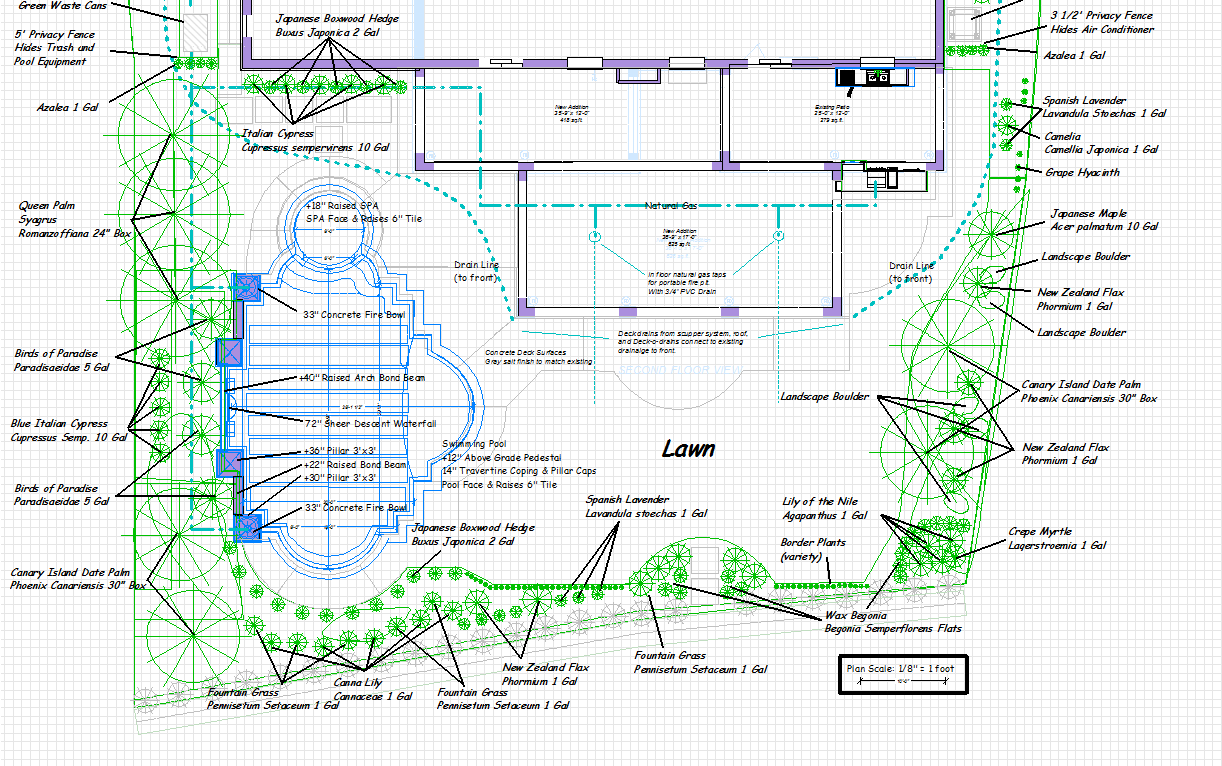 Green Waste Cans
5' Privacy Fence
Hides Trash and
Pool Equipment
Azalea 1 Gal
Japanese Boxwood Hedge
Buxus Japonica 2 Gal
Italian Cypress
Cupressus sempervirens 10 Gal
3 1/2' Privacy Fence
Hides Air Conditioner
Azalea 1 Gal
Spanish Lavender
Lavandula Stoechas 1 Gal
Camelia
Camellia Japonica 1 Gal
Grape Hyacinth
Japanese Maple
Acer palmatum 10 Gal
Landscape Boulder
New Zealand Flax
Phormium 1 Gal
Landscape Boulder
Canary Island Date Palm
Phoenix Canariensis 30" Box
Landscape Boulder
New Zealand Flax
Phormium 1 Gal
Lily of the Nile
Agapanthus 1 Gal
Crepe Myrtle
Lagerstroemia 1 Gal
Border Plants
(variety)
Wax Begonia
Begonia Semperflorens Flats
New Addition
Existing Patio
Natural Gas
New Addition
In floor natural gas taps
for portable fire pit.
With 3/4" PVC Drain
Drain Line
(to front)
Drain Line
(to front)
Deck drains from scupper system, roof,
and Deck-o-drains connect to existing
drainalge to front.
Concrete Deck Surfaces
Gray salt finish to match existing
SECOND FLOOR VIEW
Queen Palm
Syagrus
Romanzoffiana 24" Box
+18" Raised SPA
SPA Face & Raises 6" Tile
33" Concrete Fire Bowl
+40" Raised Arch Bond Beam
72" Sheer Descent Waterfall
+36" Pillar 3'x3'
+22" Raised Bond Beam
+30" Pillar 3'x3'
33" Concrete Fire Bowl
Swimming Pool
+12" Above Grade Pedestal
14" Travertine Coping & Pillar Caps
Pool Face & Raises 6" Tile
Lawn
Birds of Paradise
Paradisaeidae 5 Gal
Blue Italian Cypress
Cupressus Semp. 10 Gal
Birds of Paradise
Paradisaeidae 5 Gal
Canary Island Date Palm
Phoenix Canariensis 30" Box
Japanese Boxwood Hedge
Buxus Japonica 2 Gal
Spanish Lavender
Lavandula stoechas 1 Gal
Fountain Grass
Pennisetum Setaceum 1 Gal
Canna Lily
Cannaceae 1 Gal
Fountain Grass
Pennisetum Setaceum 1 Gal
New Zealand Flax
Phormium 1 Gal
Fountain Grass
Pennisetum Setaceum 1 Gal
Plan Scale: 1/8" = 1 foot